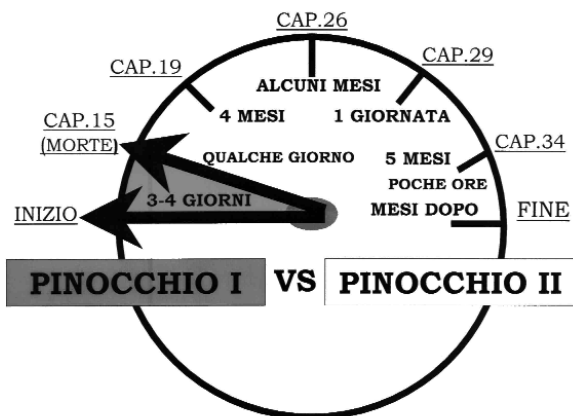 CAP.26
CAP.19
CAP.29
ALCUNI MESI
4 MESI
1 GIORNATA
CAP.15
(MORTE)
CAP.34
QUALCHE GIORNO
5 MESI
POCHE ORE
3-4 GIORNI
MESI DOPO
INIZIO
FINE
PINOCCHIO I VS PINOCCHIO II